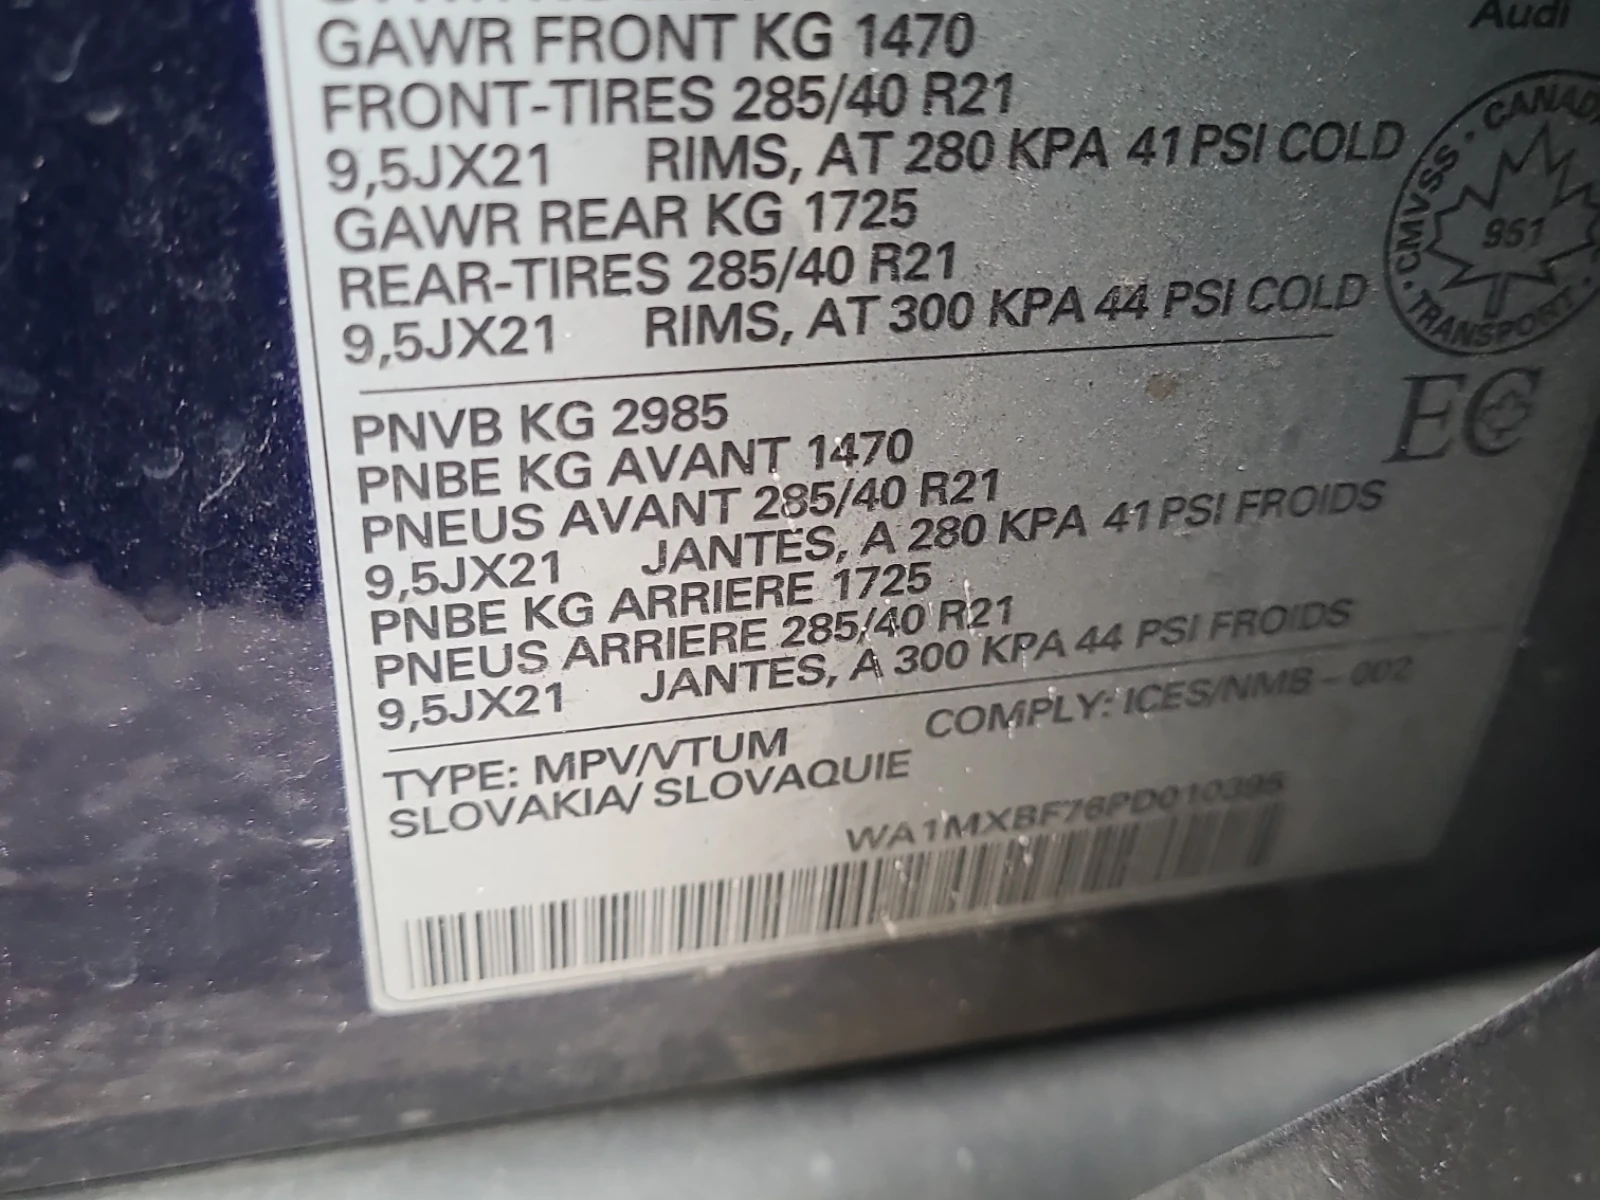 Audi
GAWR FRONT KG 1470
FRONT-TIRES 285/40 R21
9,5JX21 RIMS, AT 280 KPA 41 PSI COLD
GAWR REAR KG 1725
REAR-TIRES 285/40 R21
9,5JX21 RIMS, AT 300 KPA 44 PSI COLD
CANADA
CMVSS
951
TRANSPORT
EC
PNVB KG 2985
PNBE KG AVANT 1470
PNEUS AVANT 285/40 R21
9,5JX21 JANTES, A 280 KPA 41 PSI FROIDS
PNBE KG ARRIERE 1725
PNEUS ARRIERE 285/40 R21
9,5JX21 JANTES, A 300 KPA 44 PSI FROIDS
TYPE: MPV/VTUM COMPLY: ICES/NMB - 002
SLOVAKIA/ SLOVAQUIE
WA1MXBF76PD010395